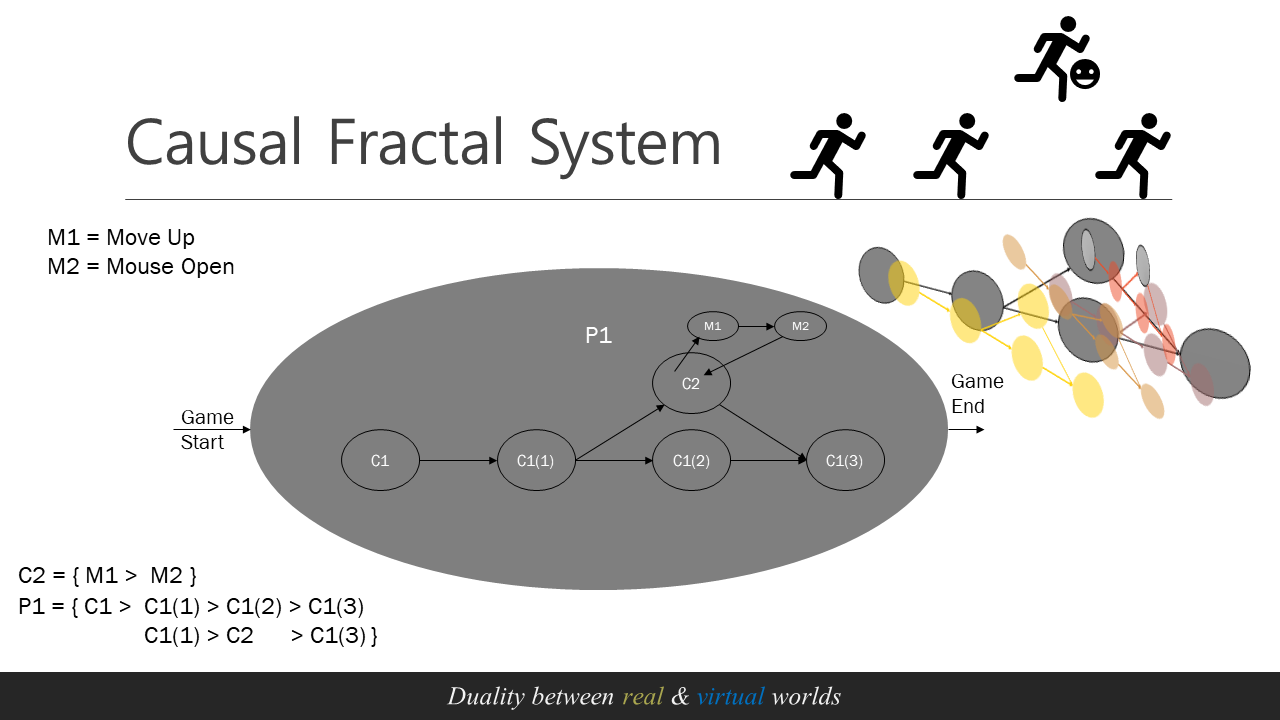 Causal Fractal System
M1 = Move Up
M2 = Mouse Open
P1
M1
M2
C2
Game
Start
C1
C1(1)
C1(2)
C1(3)
Game
End
C2 = { M1 > M2 }
P1 = { C1 > C1(1) > C1(2) > C1(3)
C1(1) > C2 > C1(3) }
Duality between real & virtual worlds